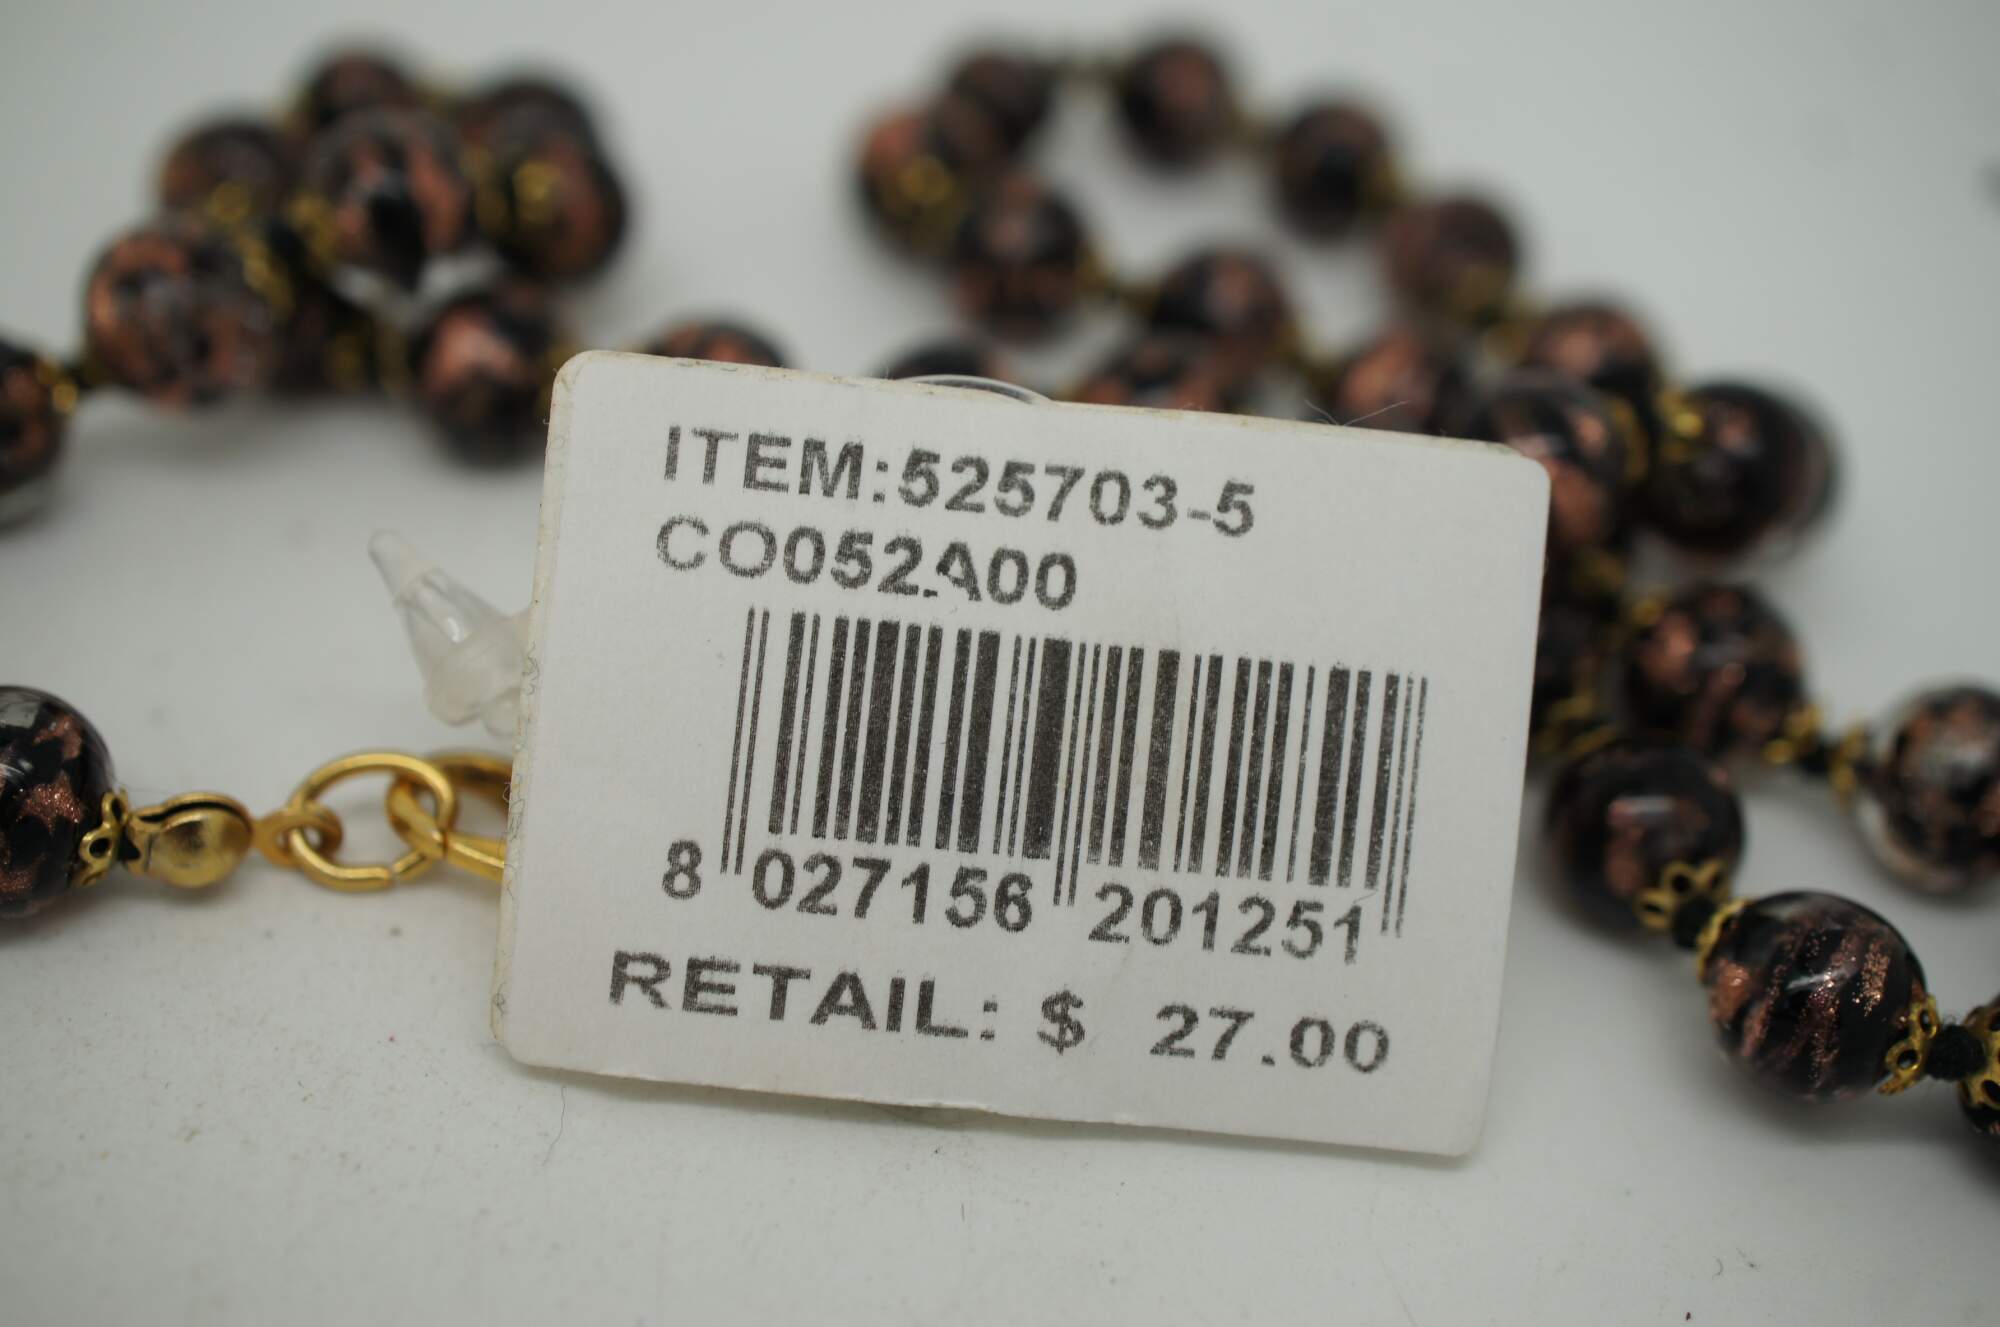 ITEM:525703-5
CO052A00
8 027156 201251
RETAIL: $ 27.00